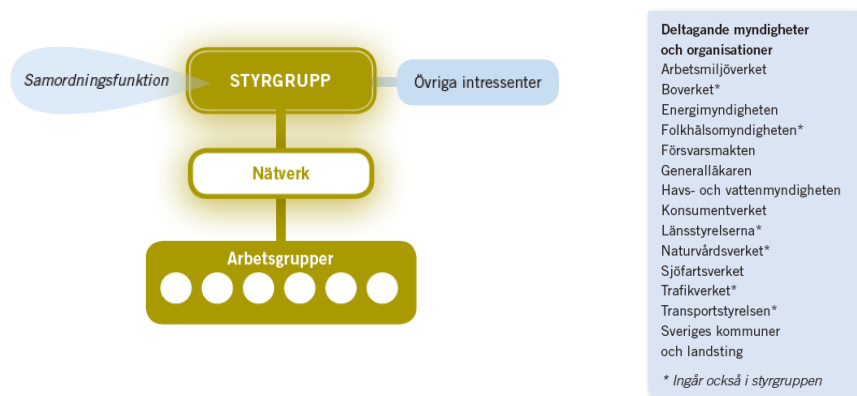 Samordningsfunktion
STYRGRUPP
Övriga intressenter
Nätverk
Arbetsgrupper
Deltagande myndigheter
och organisationer
Arbetsmiljöverket
Boverket*
Energimyndigheten
Folkhälsomyndigheten*
Försvarsmakten
Generalläkaren
Havs- och vattenmyndigheten
Konsumentverket
Länsstyrelserna*
Naturvårdsverket*
Sjöfartsverket
Trafikverket*
Transportstyrelsen*
Sveriges kommuner
och landsting
* Ingår också i styrgruppen